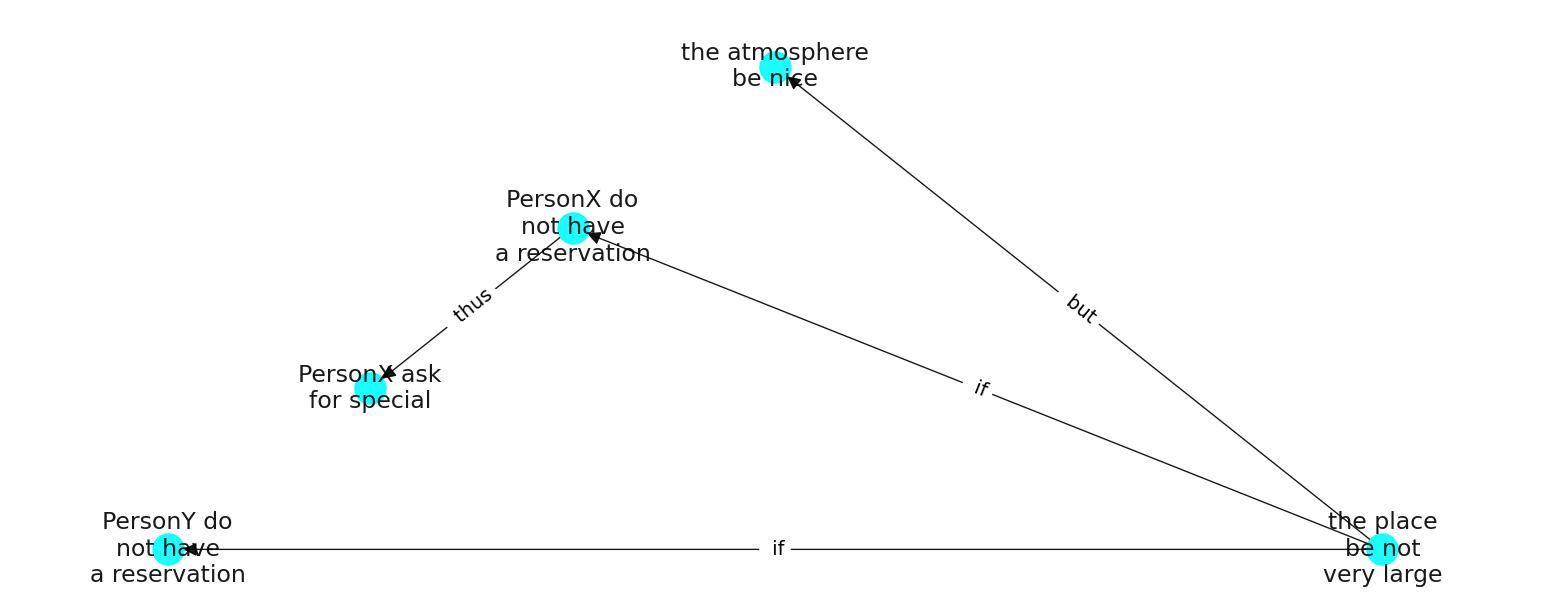 the atmosphere
be nice
PersonX do
not have
a reservation
thus
but
PersonX ask
for special
if
PersonY do
not have
a reservation
if
the place
be not
very large